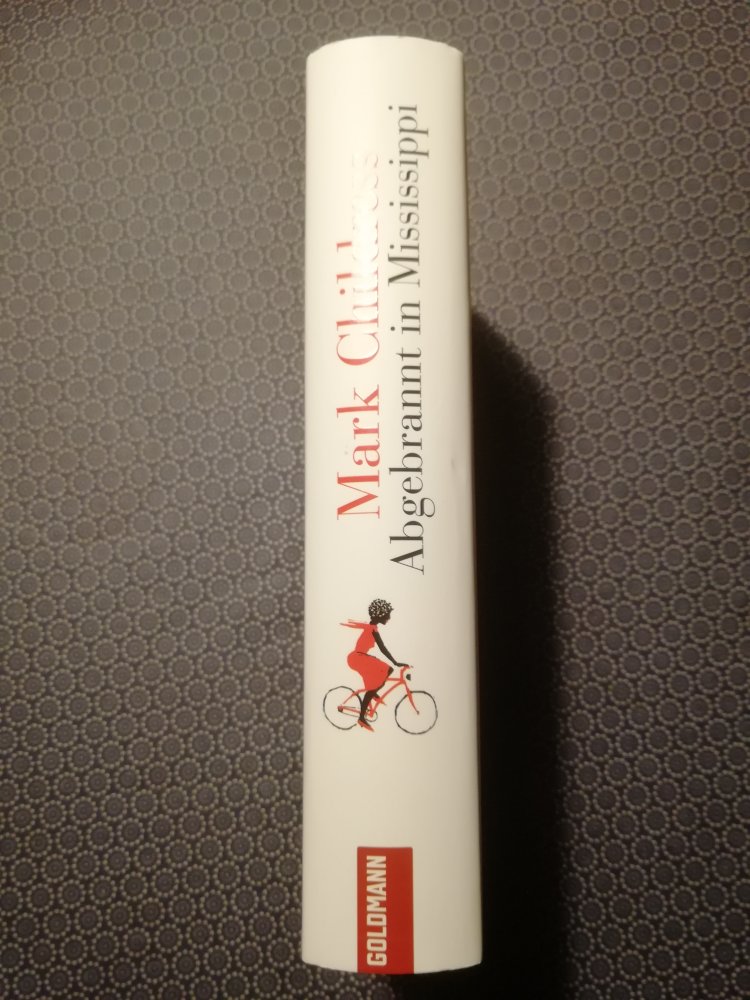 Mark Childress
Abgebrannt in Mississippi
GOLDMANN